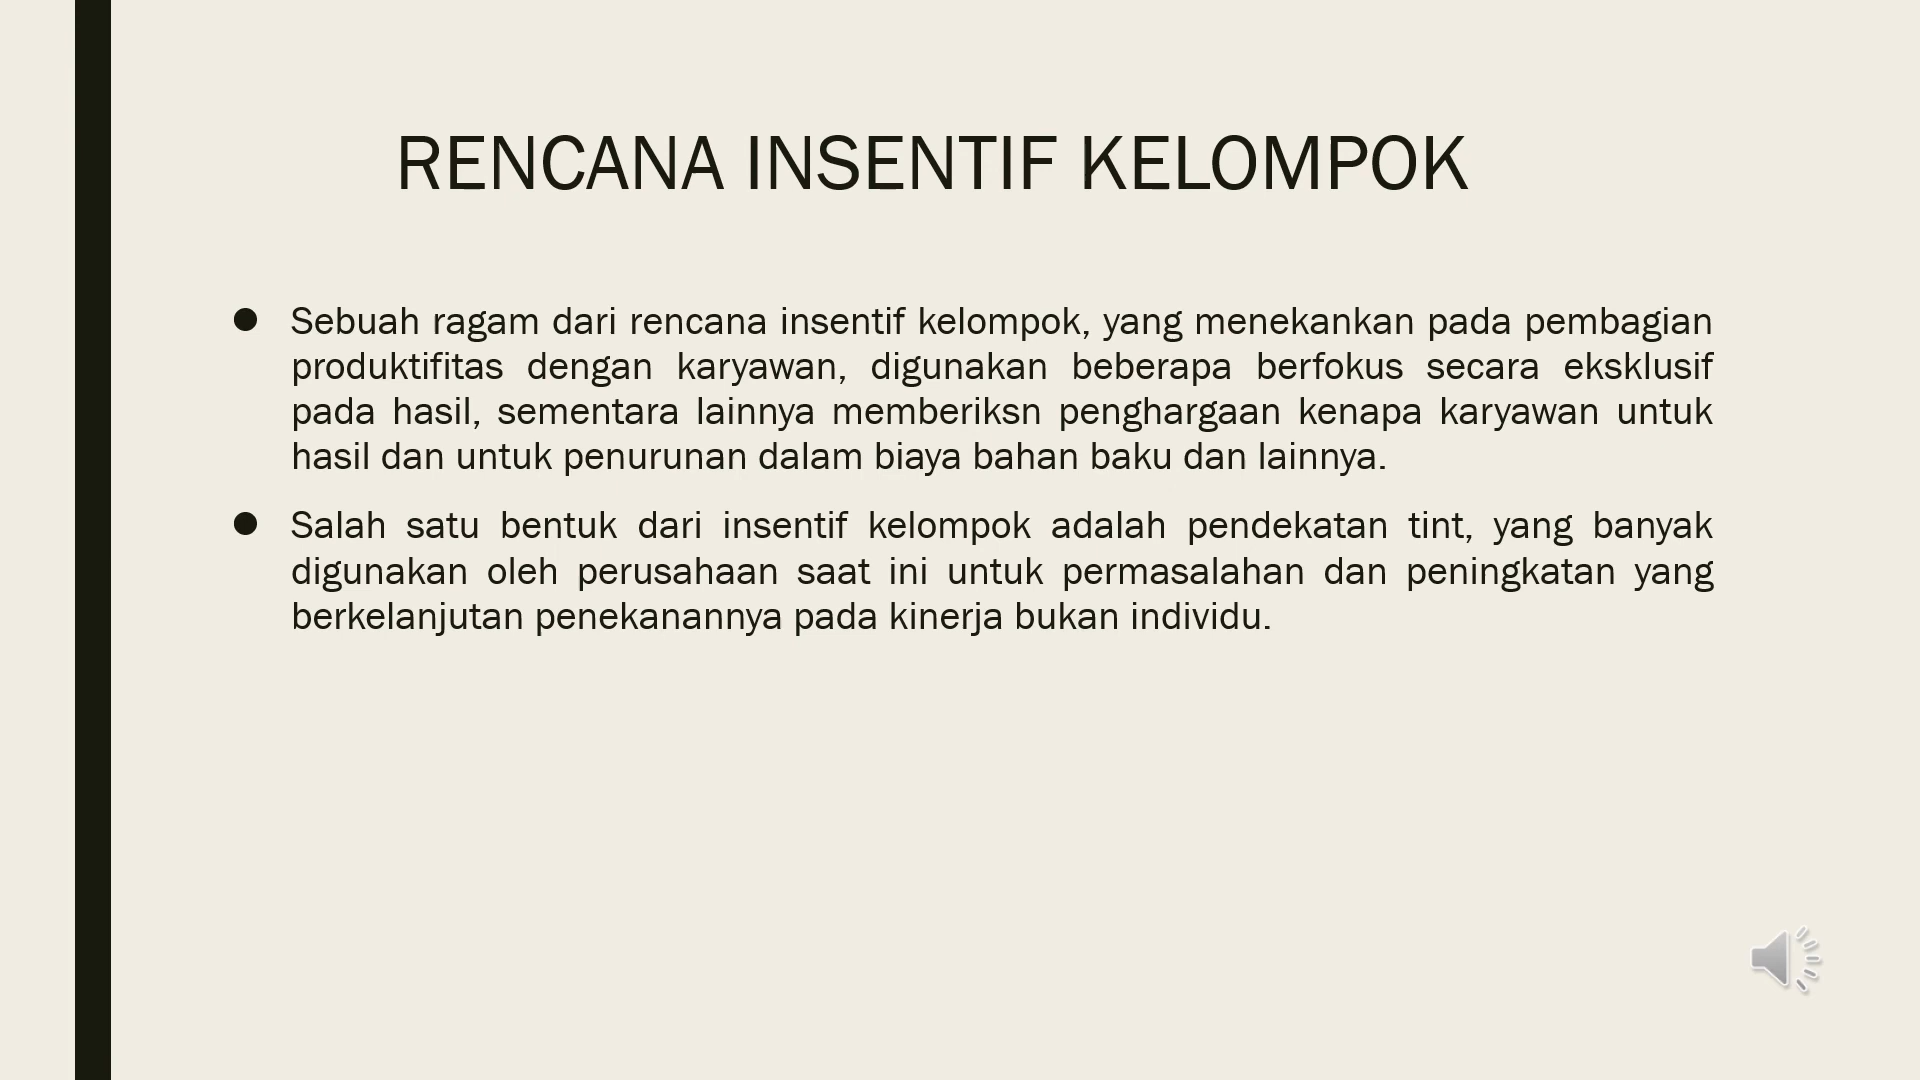 RENCANA INSENTIF KELOMPOK
● Sebuah ragam dari rencana insentif kelompok, yang menekankan pada pembagian
produktifitas dengan karyawan, digunakan beberapa berfokus secara eksklusif
pada hasil, sementara lainnya memberiksn penghargaan kenapa karyawan untuk
hasil dan untuk penurunan dalam biaya bahan baku dan lainnya.
● Salah satu bentuk dari insentif kelompok adalah pendekatan tint, yang banyak
digunakan oleh perusahaan saat ini untuk permasalahan dan peningkatan yang
berkelanjutan penekanannya pada kinerja bukan individu.